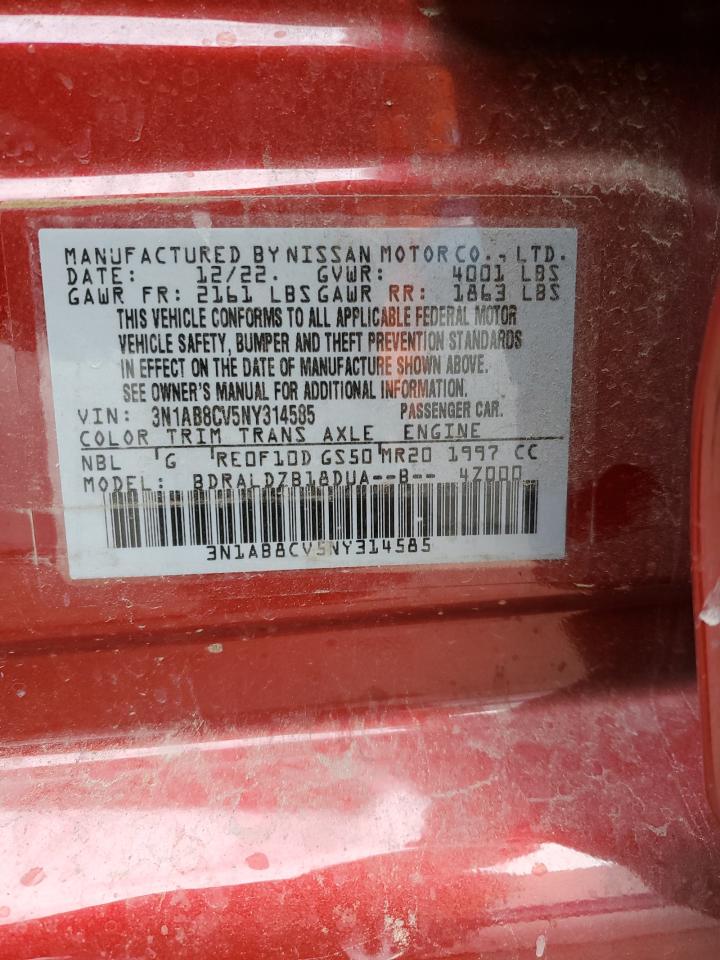 MANUFACTURED BY NISSAN MOTOR CO., LTD.
DATE: 12/22. GVWR: 4001 LBS
GAWR FR: 2161 LBS GAWR RR: 1863 LBS
THIS VEHICLE CONFORMS TO ALL APPLICABLE FEDERAL MOTOR
VEHICLE SAFETY, BUMPER AND THEFT PREVENTION STANDARDS
IN EFFECT ON THE DATE OF MANUFACTURE SHOWN ABOVE.
SEE OWNER'S MANUAL FOR ADDITIONAL INFORMATION.
VIN: 3N1AB8CV5NY314585 PASSENGER CAR.
COLOR TRIM TRANS AXLE ENGINE
NBL G RE0F10D GS50 MR20 1997 CC
MODEL: BDRALDZB18DUA--B-- 4Z000
3N1AB8CV5NY314585